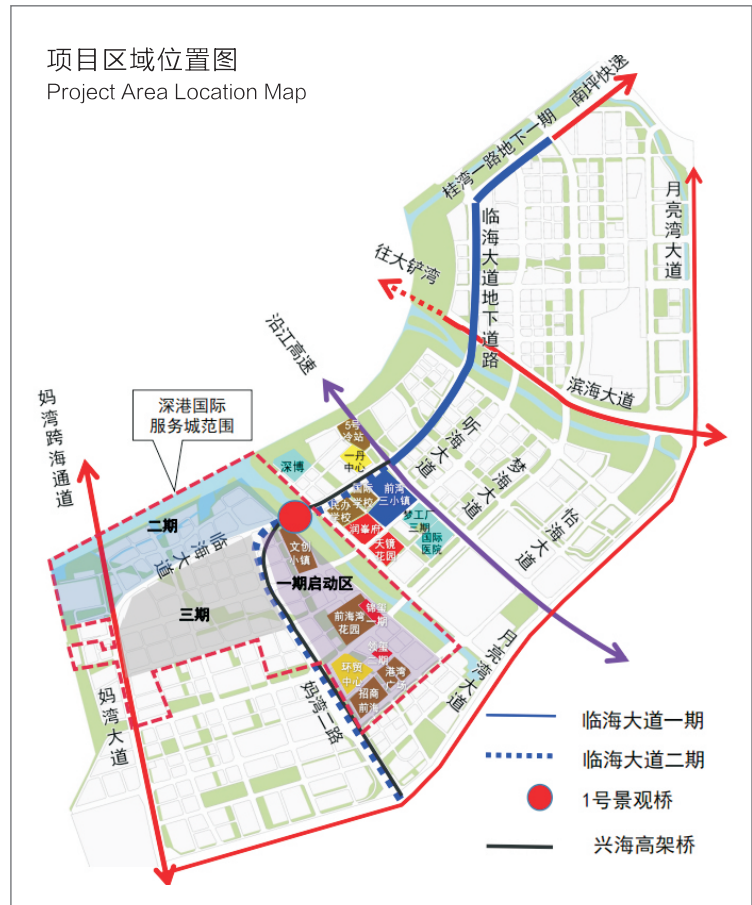 项目区域位置图
Project Area Location Map
南坪快速
桂湾一路地下一期
月亮湾大道
临海大道地下道路
往大铲湾
沿江高速
滨海大道
妈湾跨海通道
深港国际
服务城范围
听海大道
梦海大道
怡海大道
5号
冷站
一丹
中心
深博
国际
学校
前湾
三小镇
民办
学校
梦工厂
三期
国际
医院
润峯府
天镜
花园
二期
临海大道
文创
小镇
一期启动区
三期
锦玺
一期
前海湾
花园
领玺
二期
环贸
中心
港湾
广场
招商
前海
月亮湾大道
妈湾大道
妈湾二路
临海大道一期
临海大道二期
1号景观桥
兴海高架桥